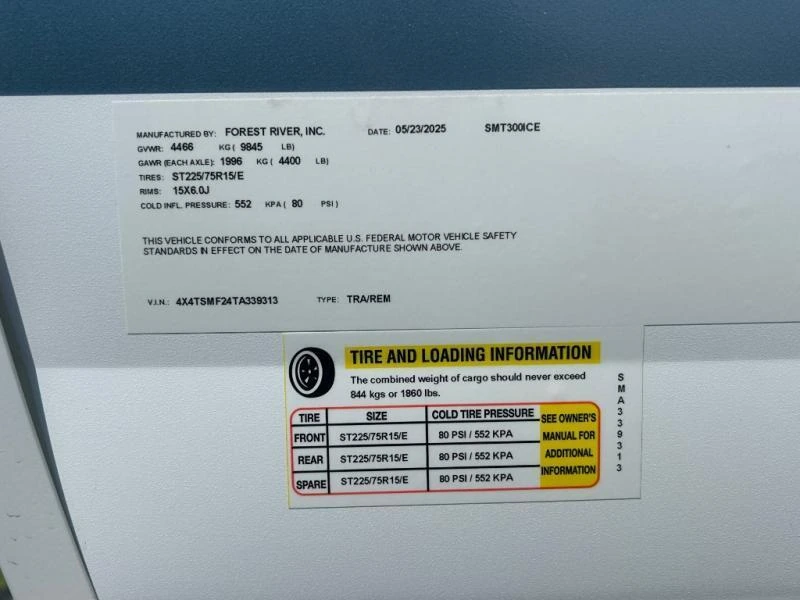 MANUFACTURED BY: FOREST RIVER, INC. DATE: 05/23/2025 SMT300ICE
GVWR: 4466 KG ( 9845 LB)
GAWR (EACH AXLE): 1996 KG ( 4400 LB)
TIRES: ST225/75R15/E
RIMS: 15X6.0J
COLD INFL. PRESSURE: 552 KPA ( 80 PSI )
THIS VEHICLE CONFORMS TO ALL APPLICABLE U.S. FEDERAL MOTOR VEHICLE SAFETY
STANDARDS IN EFFECT ON THE DATE OF MANUFACTURE SHOWN ABOVE.
V.I.N.: 4X4TSMF24TA339313 TYPE: TRA/REM
TIRE AND LOADING INFORMATION
The combined weight of cargo should never exceed
844 kgs or 1860 lbs.
TIRE SIZE COLD TIRE PRESSURE
FRONT ST225/75R15/E 80 PSI / 552 KPA
REAR ST225/75R15/E 80 PSI / 552 KPA
SPARE ST225/75R15/E 80 PSI / 552 KPA
SEE OWNER'S
MANUAL FOR
ADDITIONAL
INFORMATION
SMA339313